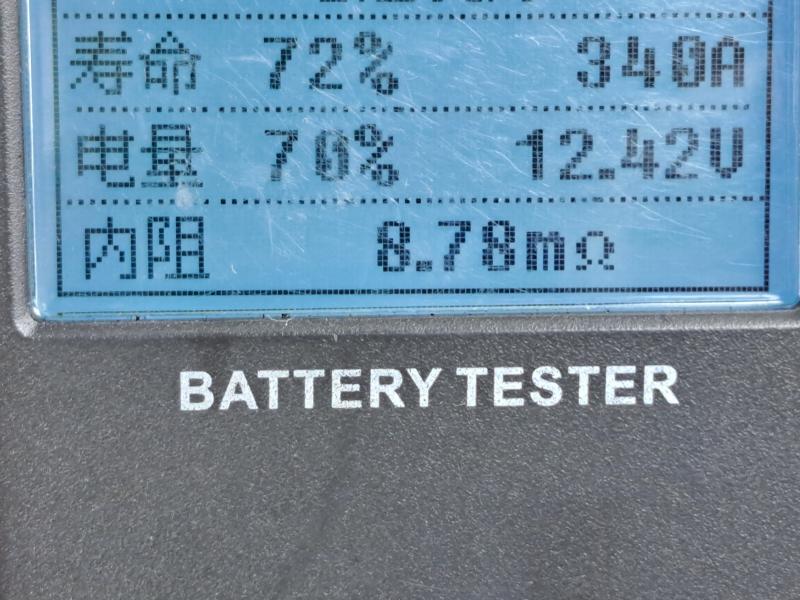 寿命 72% 340A
电量 70% 12.42V
内阻 8.78mΩ
BATTERY TESTER